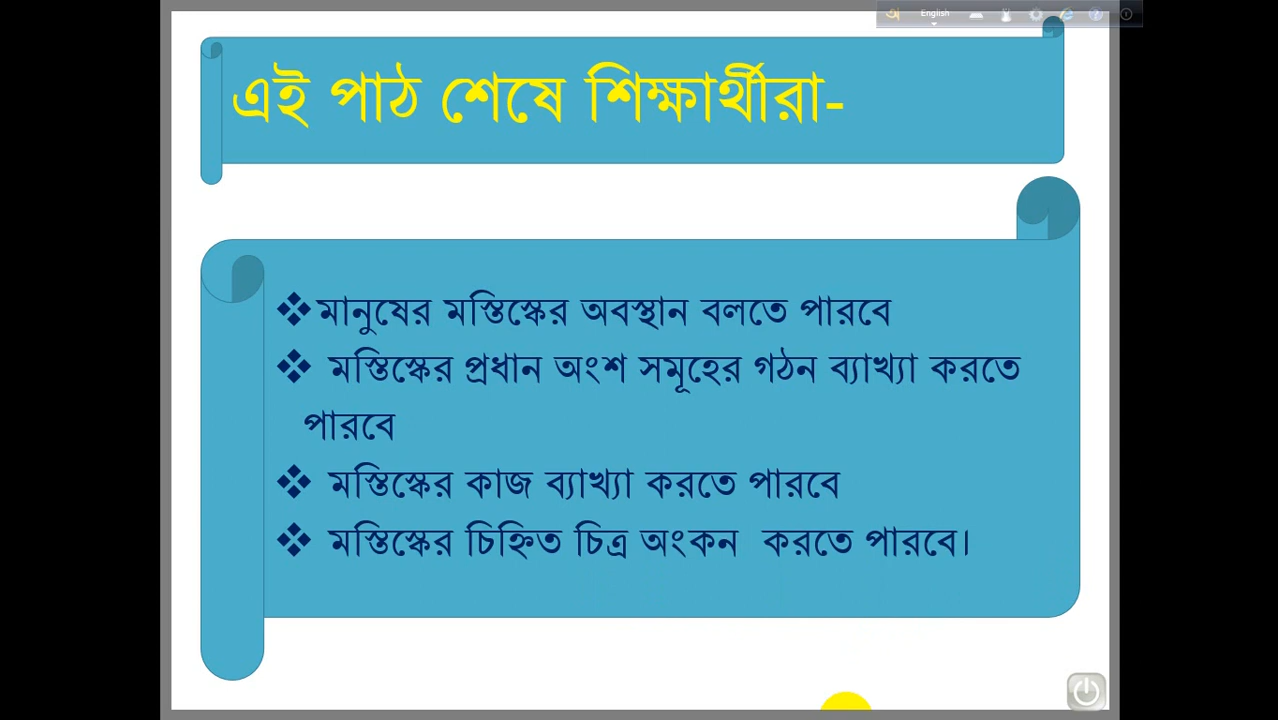 অ English
এই পাঠ শেষে শিক্ষার্থীরা-
❖মানুষের মস্তিস্কের অবস্থান বলতে পারবে
❖ মস্তিস্কের প্রধান অংশ সমূহের গঠন ব্যাখ্যা করতে
পারবে
❖ মস্তিস্কের কাজ ব্যাখ্যা করতে পারবে
❖ মস্তিস্কের চিহ্নিত চিত্র অংকন করতে পারবে।